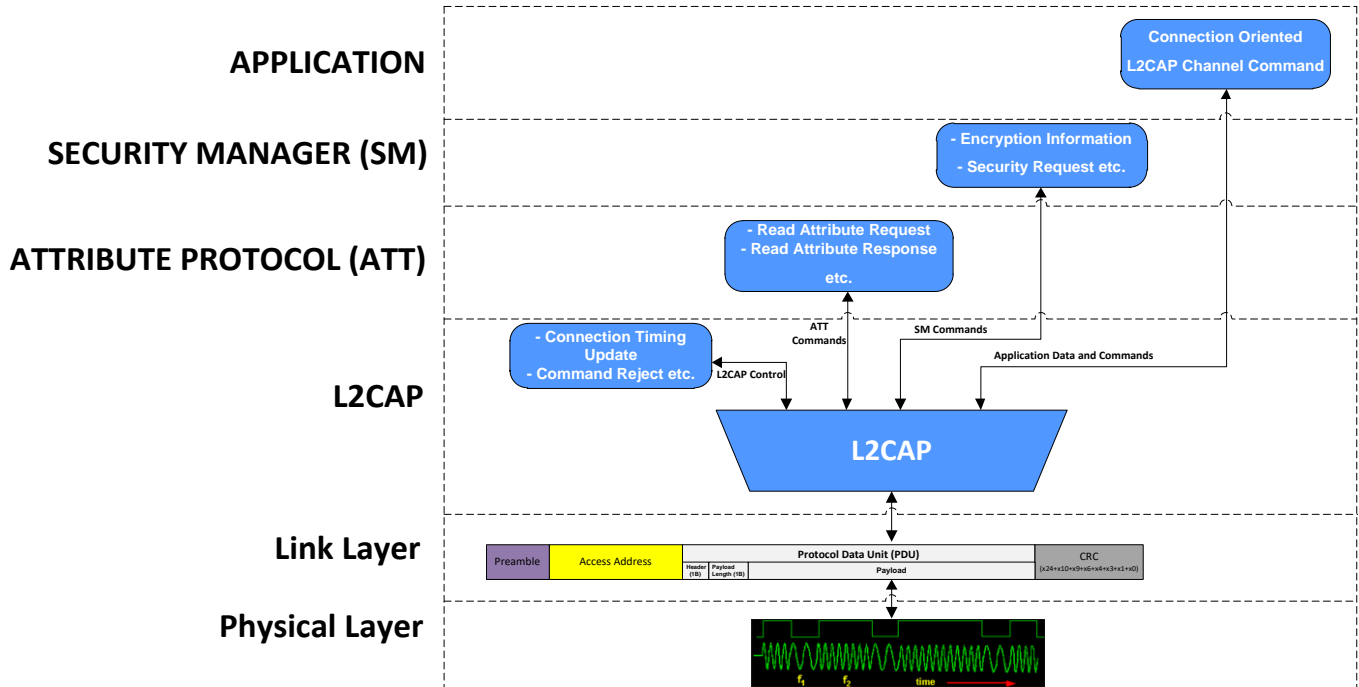 APPLICATION
Connection Oriented
L2CAP Channel Command
SECURITY MANAGER (SM)
- Encryption Information
- Security Request etc.
ATTRIBUTE PROTOCOL (ATT)
- Read Attribute Request
- Read Attribute Response
etc.
L2CAP
- Connection Timing
Update
- Command Reject etc.
L2CAP Control
ATT
Commands
SM Commands
Application Data and Commands
L2CAP
Link Layer
Preamble
Access Address
Protocol Data Unit (PDU)
Header
(1B)
Payload
Length (1B)
Payload
CRC
(x24+x10+x9+x6+x4+x3+x1+x0)
Physical Layer
f1
f2
time